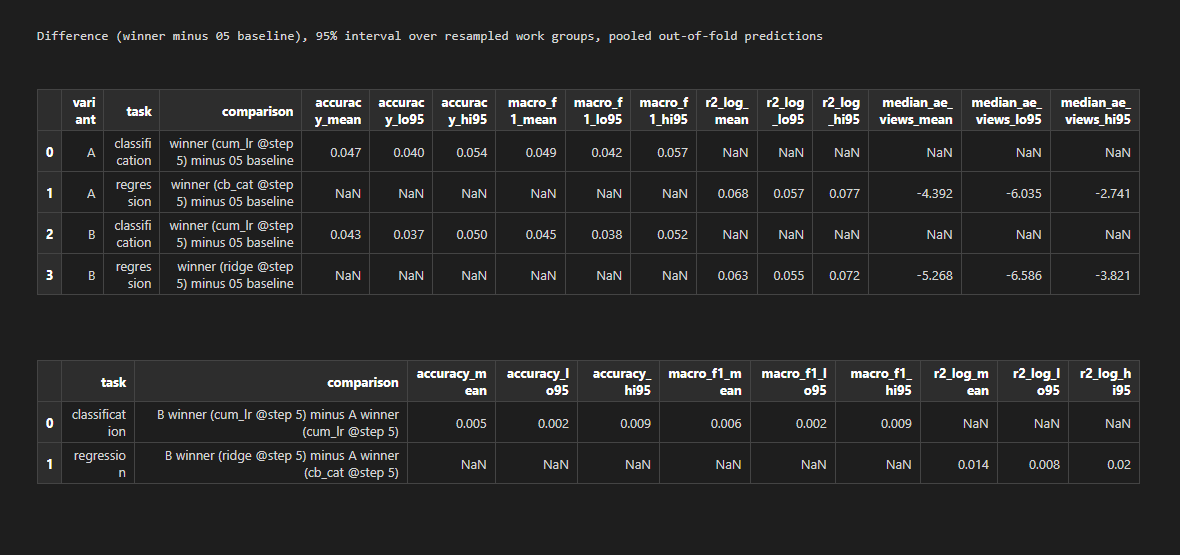 Difference (winner minus 05 baseline), 95% interval over resampled work groups, pooled out-of-fold predictions
vari ant task comparison accurac y_mean accurac y_lo95 accurac y_hi95 macro_f 1_mean macro_f 1_lo95 macro_f 1_hi95 r2_log_ mean r2_log _lo95 r2_log _hi95 median_ae_ views_mean median_ae_ views_lo95 median_ae_ views_hi95
0 A classifi cation winner (cum_lr @step 5) minus 05 baseline 0.047 0.040 0.054 0.049 0.042 0.057 NaN NaN NaN NaN NaN NaN
1 A regres sion winner (cb_cat @step 5) minus 05 baseline NaN NaN NaN NaN NaN NaN 0.068 0.057 0.077 -4.392 -6.035 -2.741
2 B classifi cation winner (cum_lr @step 5) minus 05 baseline 0.043 0.037 0.050 0.045 0.038 0.052 NaN NaN NaN NaN NaN NaN
3 B regres sion winner (ridge @step 5) minus 05 baseline NaN NaN NaN NaN NaN NaN 0.063 0.055 0.072 -5.268 -6.586 -3.821
task comparison accuracy_m ean accuracy_l o95 accuracy_ hi95 macro_f1_m ean macro_f1_l o95 macro_f1_ hi95 r2_log_m ean r2_log_l o95 r2_log_h i95
0 classificat ion B winner (cum_lr @step 5) minus A winner (cum_lr @step 5) 0.005 0.002 0.009 0.006 0.002 0.009 NaN NaN NaN
1 regressio n B winner (ridge @step 5) minus A winner (cb_cat @step 5) NaN NaN NaN NaN NaN NaN 0.014 0.008 0.02